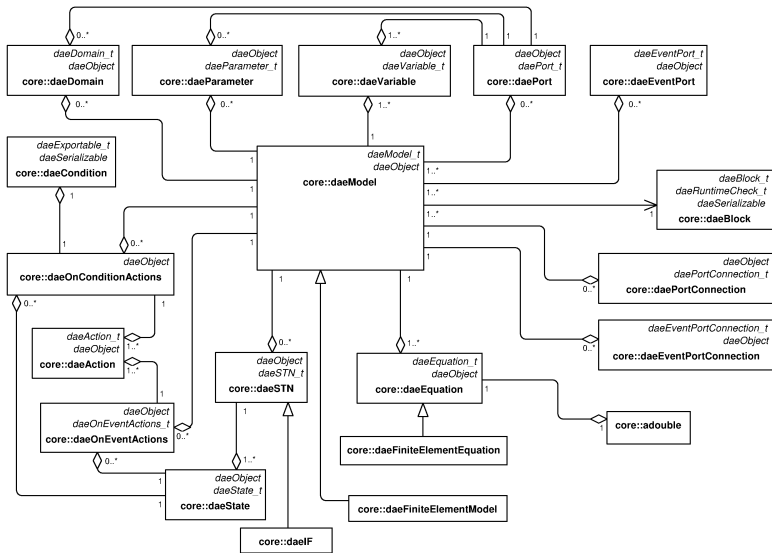 daeDomain_t
daeObject
core::daeDomain
0..*
0..*
1
daeObject
daeParameter_t
core::daeParameter
0..*
0..*
1
daeObject
daeVariable_t
core::daeVariable
1..*
1..*
1
daeObject
daePort_t
core::daePort
1
1
1
0..*
1..*
daeEventPort_t
daeObject
core::daeEventPort
0..*
1..*
daeModel_t
daeObject
core::daeModel
daeExportable_t
daeSerializable
core::daeCondition
1
1
daeBlock_t
daeRuntimeCheck_t
daeSerializable
core::daeBlock
1..*
1
daeObject
core::daeOnConditionActions
0..*
1
0..*
1
daeObject
daePortConnection_t
core::daePortConnection
1
0..*
daeEventPortConnection_t
daeObject
core::daeEventPortConnection
1
0..*
daeAction_t
daeObject
core::daeAction
1..*
1..*
1
daeObject
daeSTN_t
core::daeSTN
1
0..*
1
daeEquation_t
daeObject
core::daeEquation
1
1..*
1
daeObject
daeOnEventActions_t
core::daeOnEventActions
1
0..*
1
0..*
core::adouble
1
core::daeFiniteElementEquation
daeObject
daeState_t
core::daeState
1..*
1
1
core::daeFiniteElementModel
core::daeIF